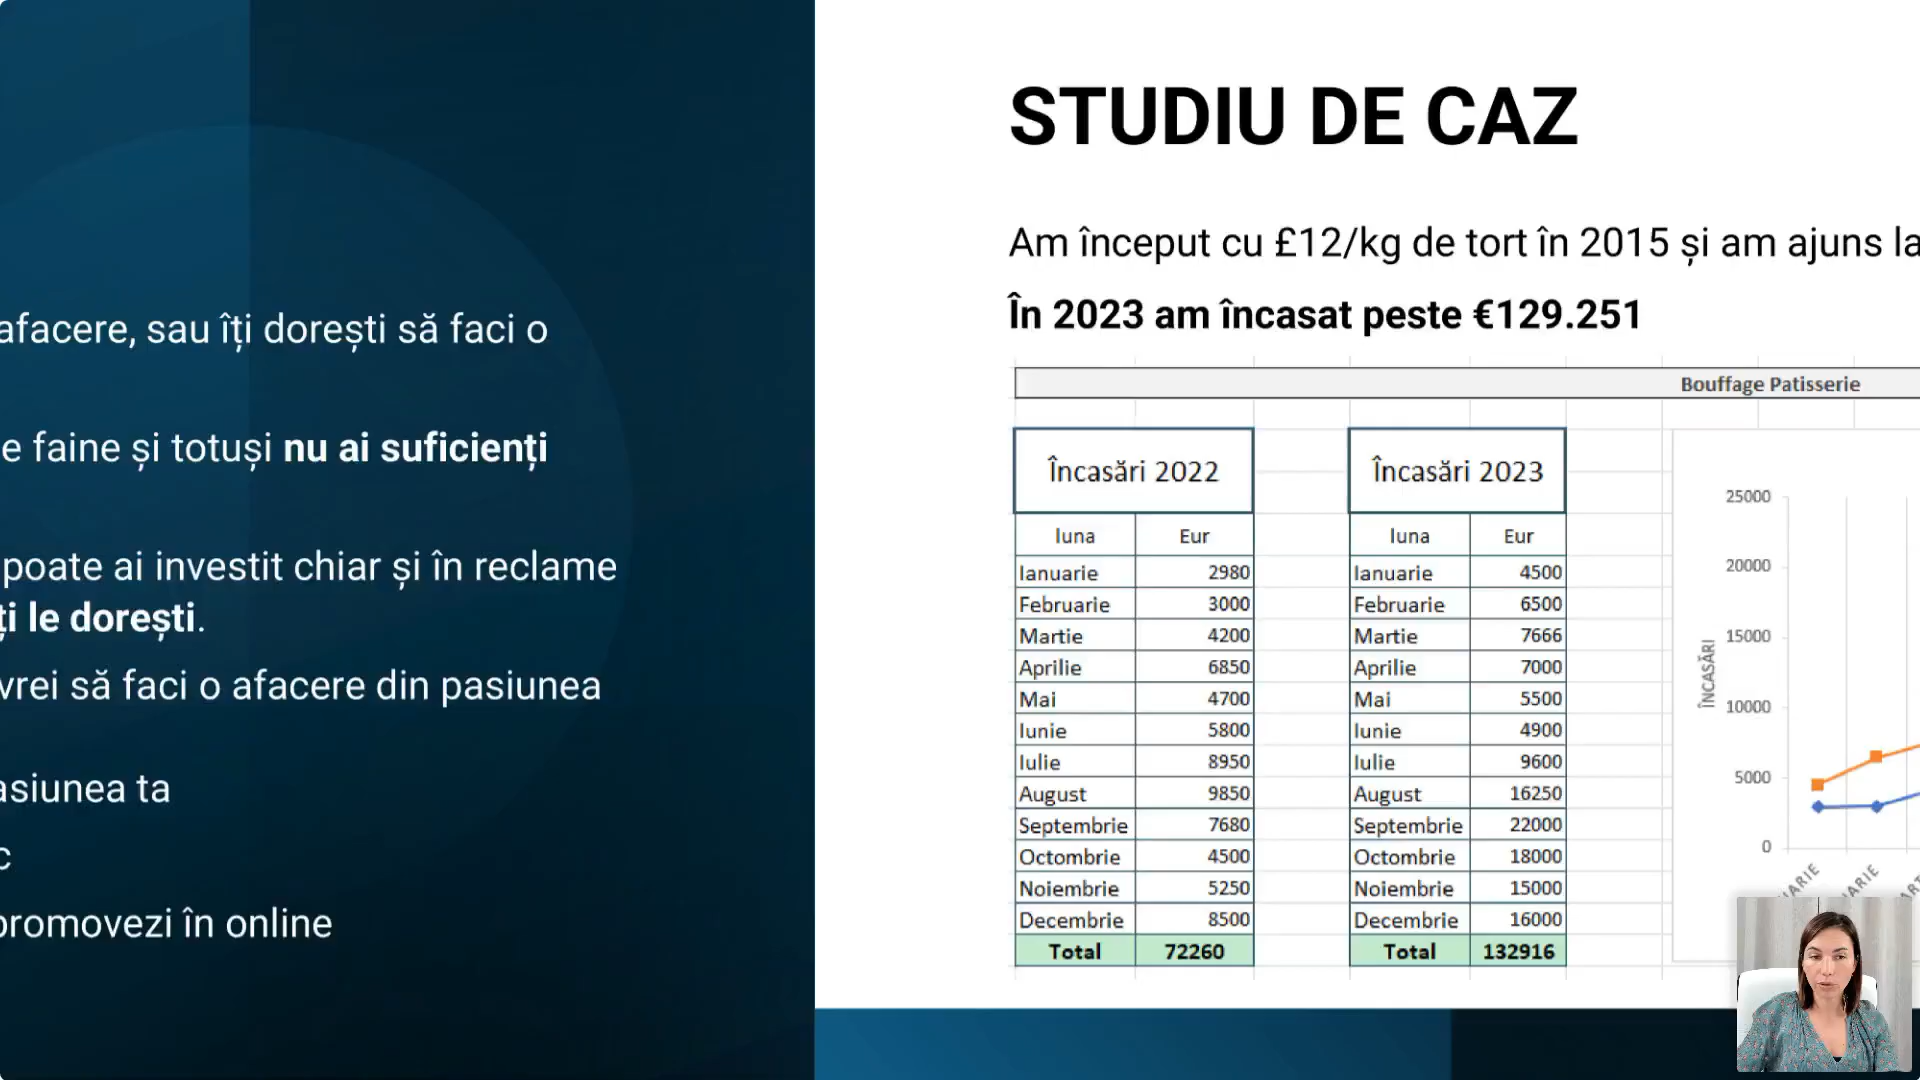 afacere, sau îți dorești să faci o
e faine și totuși nu ai suficienți
poate ai investit chiar și în reclame
ți le dorești.
vrei să faci o afacere din pasiunea
asiunea ta
c
promovezi în online
STUDIU DE CAZ
Am început cu £12/kg de tort în 2015 și am ajuns la
În 2023 am încasat peste €129.251
Bouffage Patisserie
Încasări 2022 Încasări 2023
luna Eur luna Eur
Ianuarie 2980 Ianuarie 4500
Februarie 3000 Februarie 6500
Martie 4200 Martie 7666
Aprilie 6850 Aprilie 7000
Mai 4700 Mai 5500
Iunie 5800 Iunie 4900
Iulie 8950 Iulie 9600
August 9850 August 16250
Septembrie 7680 Septembrie 22000
Octombrie 4500 Octombrie 18000
Noiembrie 5250 Noiembrie 15000
Decembrie 8500 Decembrie 16000
Total 72260 Total 132916
ÎNCASĂRI
25000
20000
15000
10000
5000
0